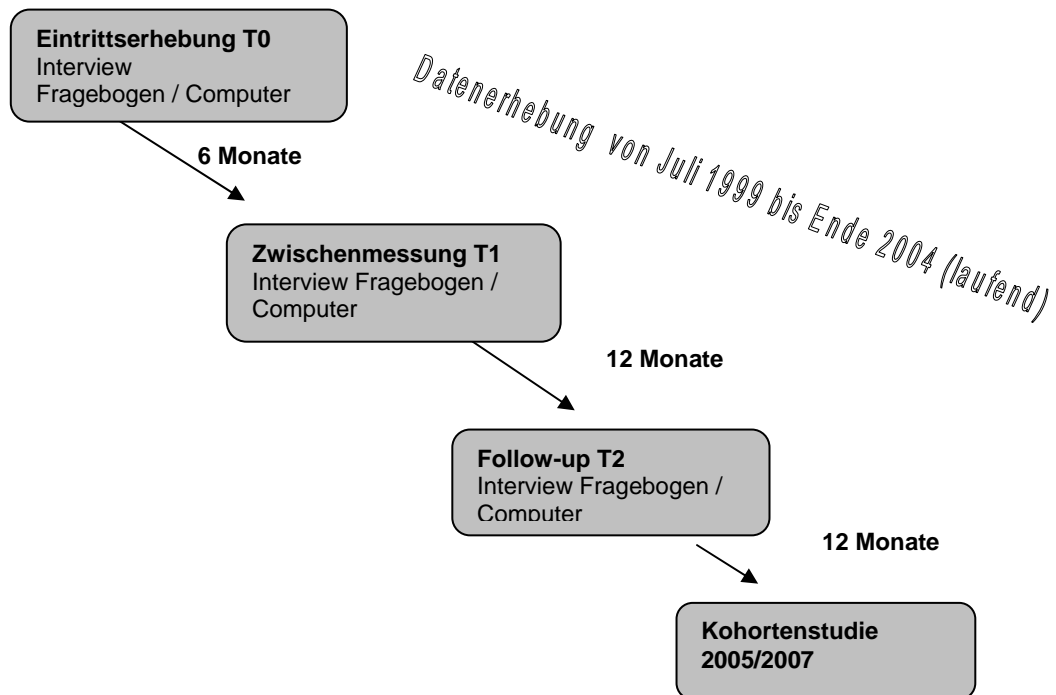 Eintrittserhebung T0
Interview
Fragebogen / Computer
Datenerhebung von Juli 1999 bis Ende 2004 (laufend)
6 Monate
Zwischenmessung T1
Interview Fragebogen /
Computer
12 Monate
Follow-up T2
Interview Fragebogen /
Computer
12 Monate
Kohortenstudie
2005/2007